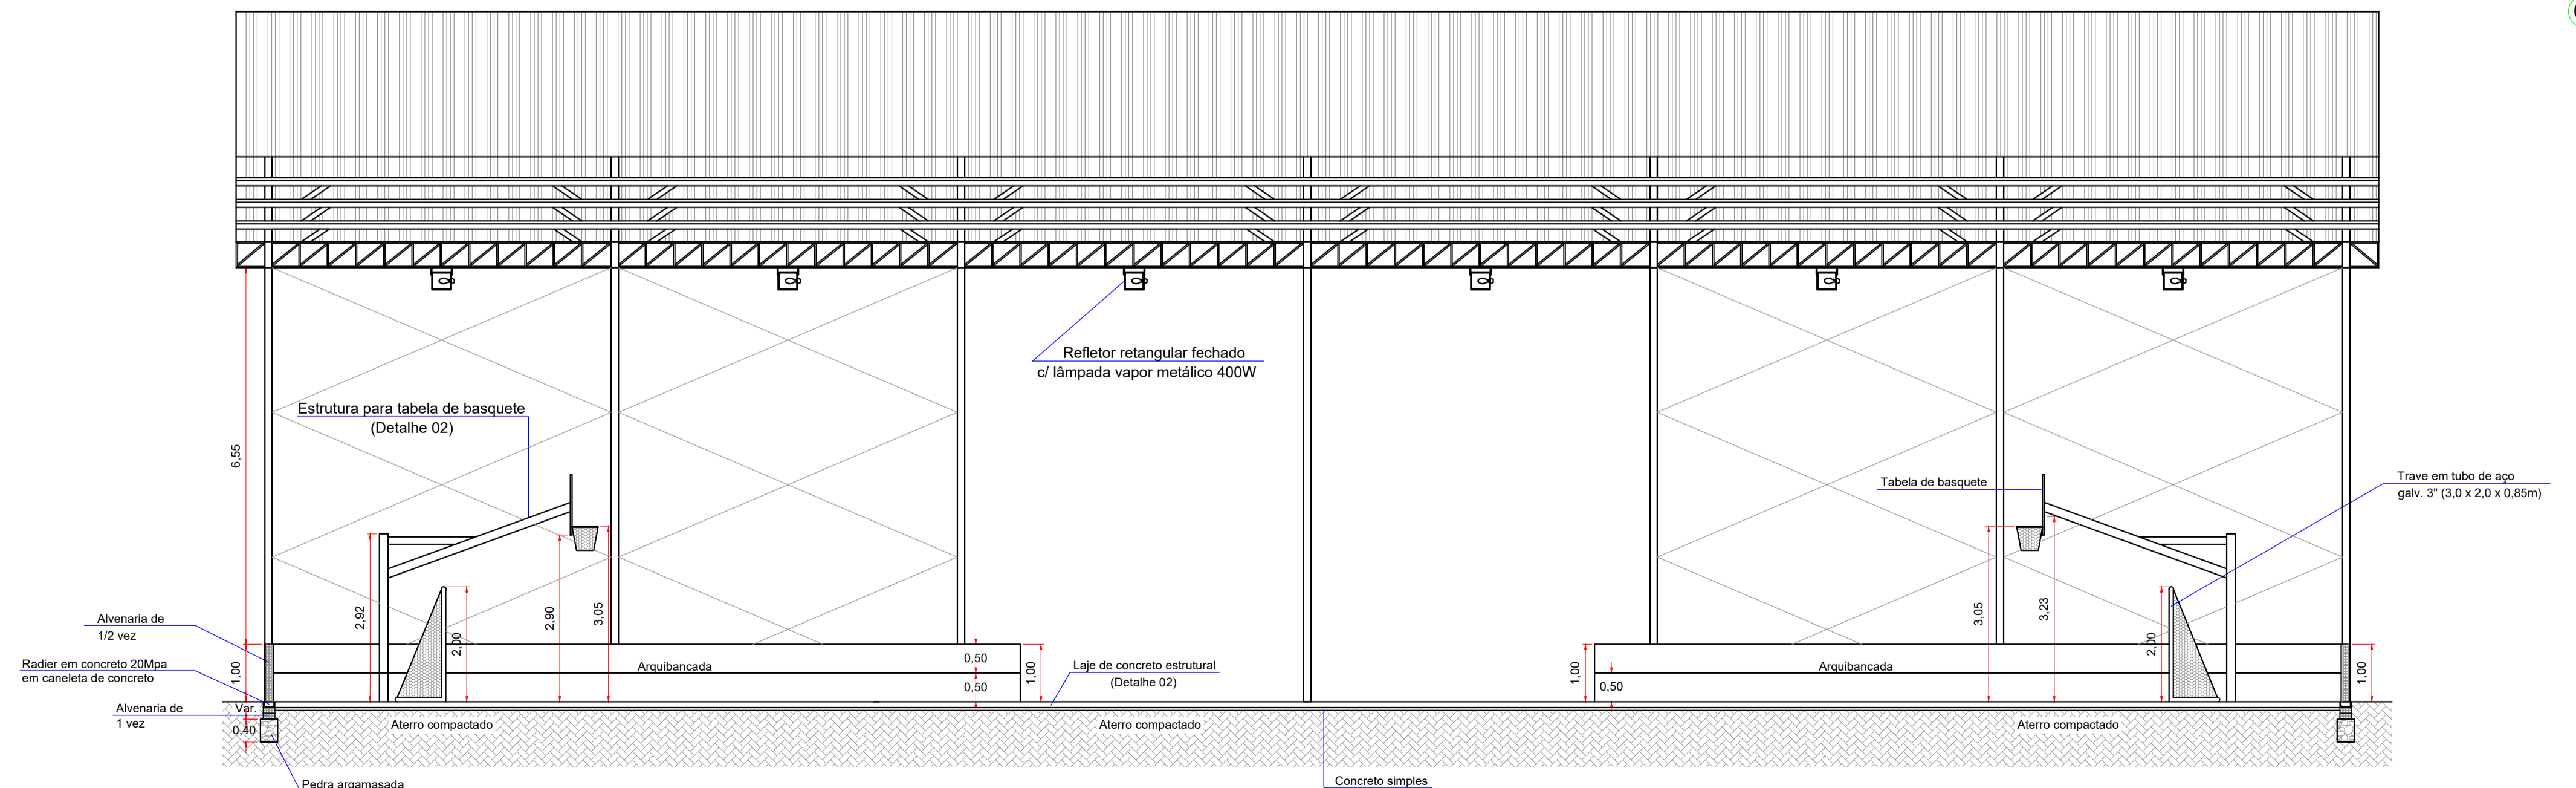 Refletor retangular fechado
c/ lâmpada vapor metálico 400W
Estrutura para tabela de basquete
(Detalhe 02)
6,55
Tabela de basquete
Trave em tubo de aço
galv. 3" (3,0 x 2,0 x 0,85m)
2,92
2,00
2,90
3,05
3,05
3,23
2,00
Alvenaria de
1/2 vez
Radier em concreto 20Mpa
em caneleta de concreto
1,00
Arquibancada
0,50
0,50
1,00
Laje de concreto estrutural
(Detalhe 02)
1,00
0,50
Arquibancada
1,00
Alvenaria de
1 vez
Var.
0,40
Aterro compactado
Aterro compactado
Aterro compactado
Pedra argamasada
Concreto simples